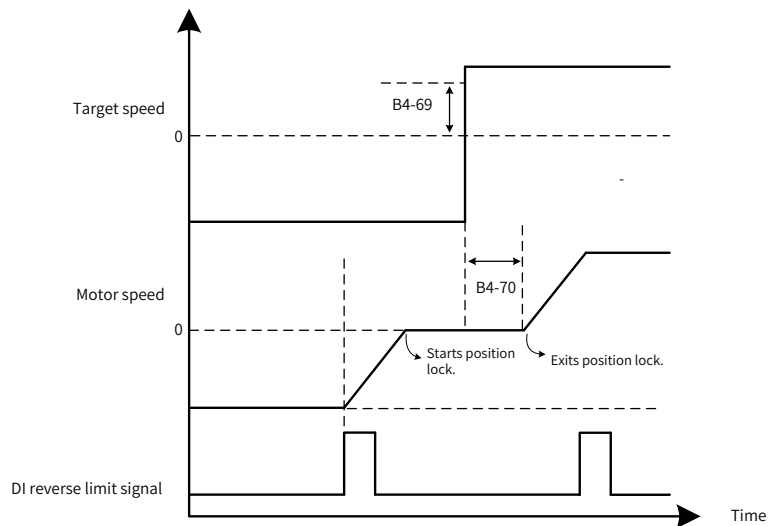 B4-69
Target speed
0
-
B4-70
Motor speed
0
Starts position
lock.
Exits position lock.
DI reverse limit signal
Time